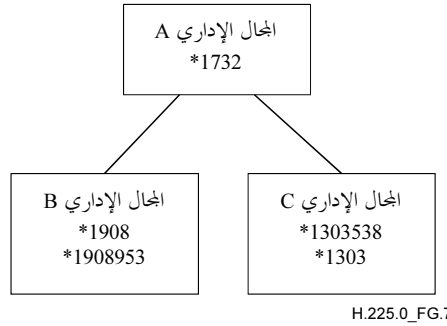 المجال الإداري A
*1732
المجال الإداري B
*1908
*1908953
المجال الإداري C
*1303538
*1303
H.225.0_FG.7